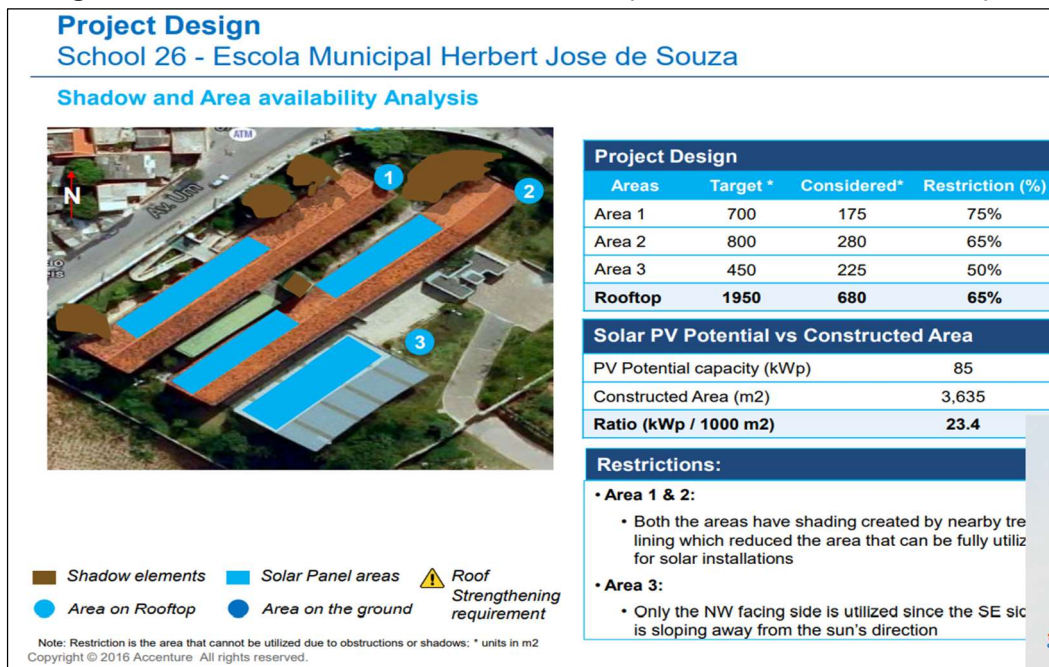 Project Design
School 26 - Escola Municipal Herbert Jose de Souza
Shadow and Area availability Analysis
ATM
N
Av. Um
1
2
3
Project Design
Areas Target * Considered* Restriction (%)
Area 1 700 175 75%
Area 2 800 280 65%
Area 3 450 225 50%
Rooftop 1950 680 65%
Solar PV Potential vs Constructed Area
PV Potential capacity (kWp) 85
Constructed Area (m2) 3,635
Ratio (kWp / 1000 m2) 23.4
Restrictions:
• Area 1 & 2:
• Both the areas have shading created by nearby tre
lining which reduced the area that can be fully utiliz
for solar installations
• Area 3:
• Only the NW facing side is utilized since the SE sid
is sloping away from the sun's direction
Shadow elements Solar Panel areas Roof
Strengthening
requirement
Area on Rooftop Area on the ground
Note: Restriction is the area that cannot be utilized due to obstructions or shadows; * units in m2
Copyright © 2016 Accenture All rights reserved.